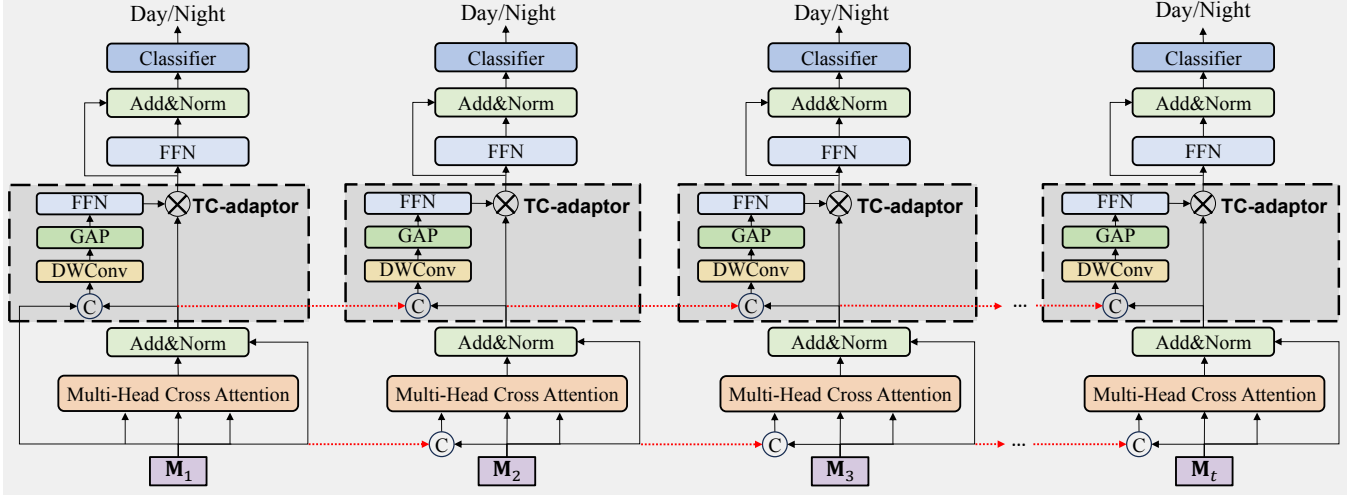 Day/Night Day/Night Day/Night Day/Night
Classifier Classifier Classifier Classifier
Add&Norm Add&Norm Add&Norm Add&Norm
FFN FFN FFN FFN
FFN TC-adaptor FFN TC-adaptor FFN TC-adaptor FFN TC-adaptor
GAP GAP GAP GAP
DWConv DWConv DWConv DWConv
C C C ... C
Add&Norm Add&Norm Add&Norm Add&Norm
Multi-Head Cross Attention Multi-Head Cross Attention Multi-Head Cross Attention Multi-Head Cross Attention
C C ... C
M₁ M₂ M₃ Mₜ